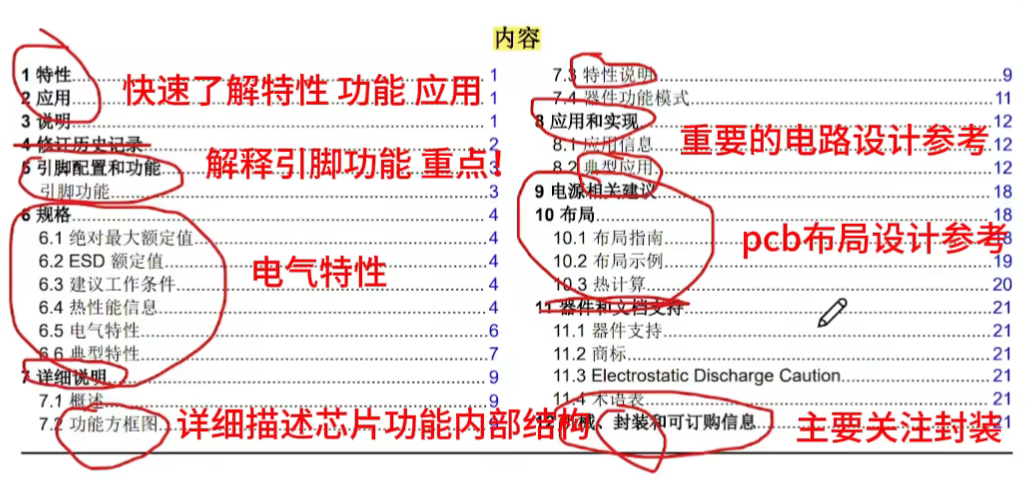 内容
1 特性 1
2 应用 1
快速了解特性 功能 应用
3 说明 1
4 修订历史记录 2
5 引脚配置和功能 3
引脚功能 3
解释引脚功能 重点!
6 规格 4
6.1 绝对最大额定值 4
6.2 ESD 额定值 4
6.3 建议工作条件 4
6.4 热性能信息 4
6.5 电气特性 6
6.6 典型特性 7
电气特性
7 详细说明 9
7.1 概述 9
7.2 功能方框图
详细描述芯片功能内部结构
7.3 特性说明 9
7.4 器件功能模式 11
8 应用和实现 12
8.1 应用信息 12
8.2 典型应用 12
重要的电路设计参考
9 电源相关建议 18
10 布局 18
10.1 布局指南 18
10.2 布局示例 19
10.3 热计算 20
pcb布局设计参考
11 器件和文档支持 21
11.1 器件支持 21
11.2 商标 21
11.3 Electrostatic Discharge Caution 21
11.4 术语表 21
12 机械、封装和可订购信息 21
主要关注封装